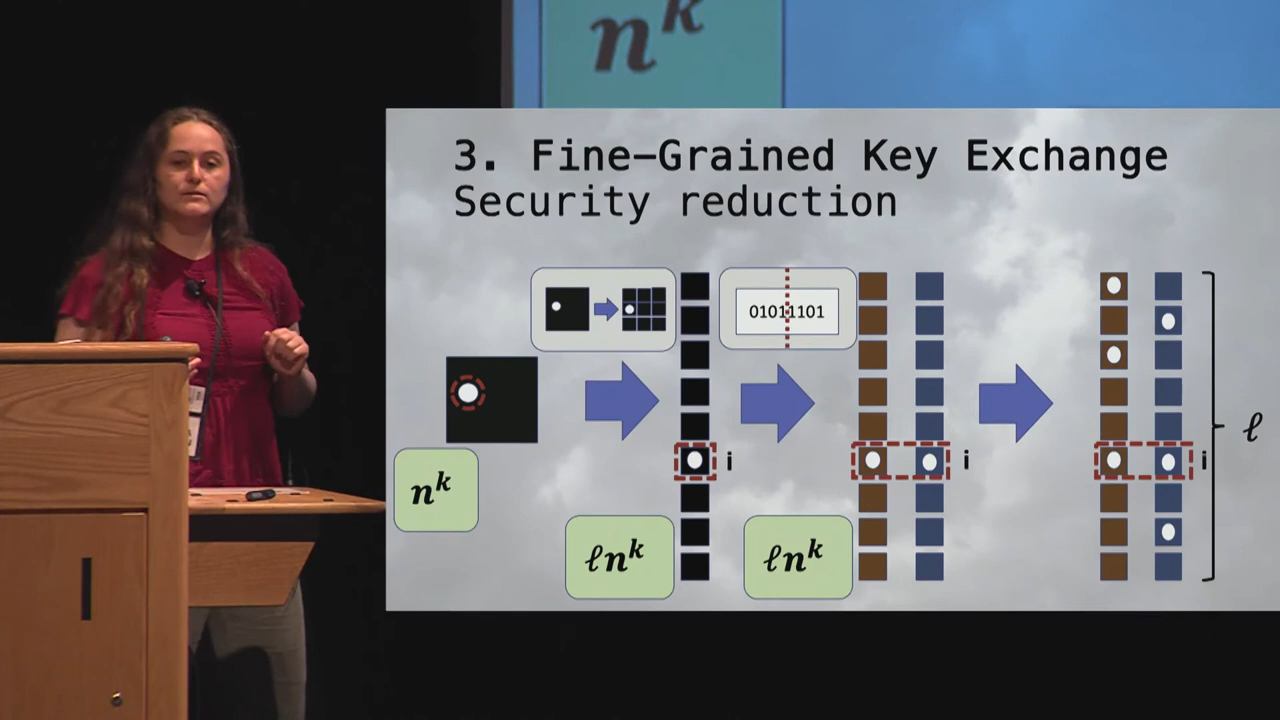 n^k
3. Fine-Grained Key Exchange
Security reduction
01011101
i
i
i
ℓ
n^k
ℓn^k
ℓn^k